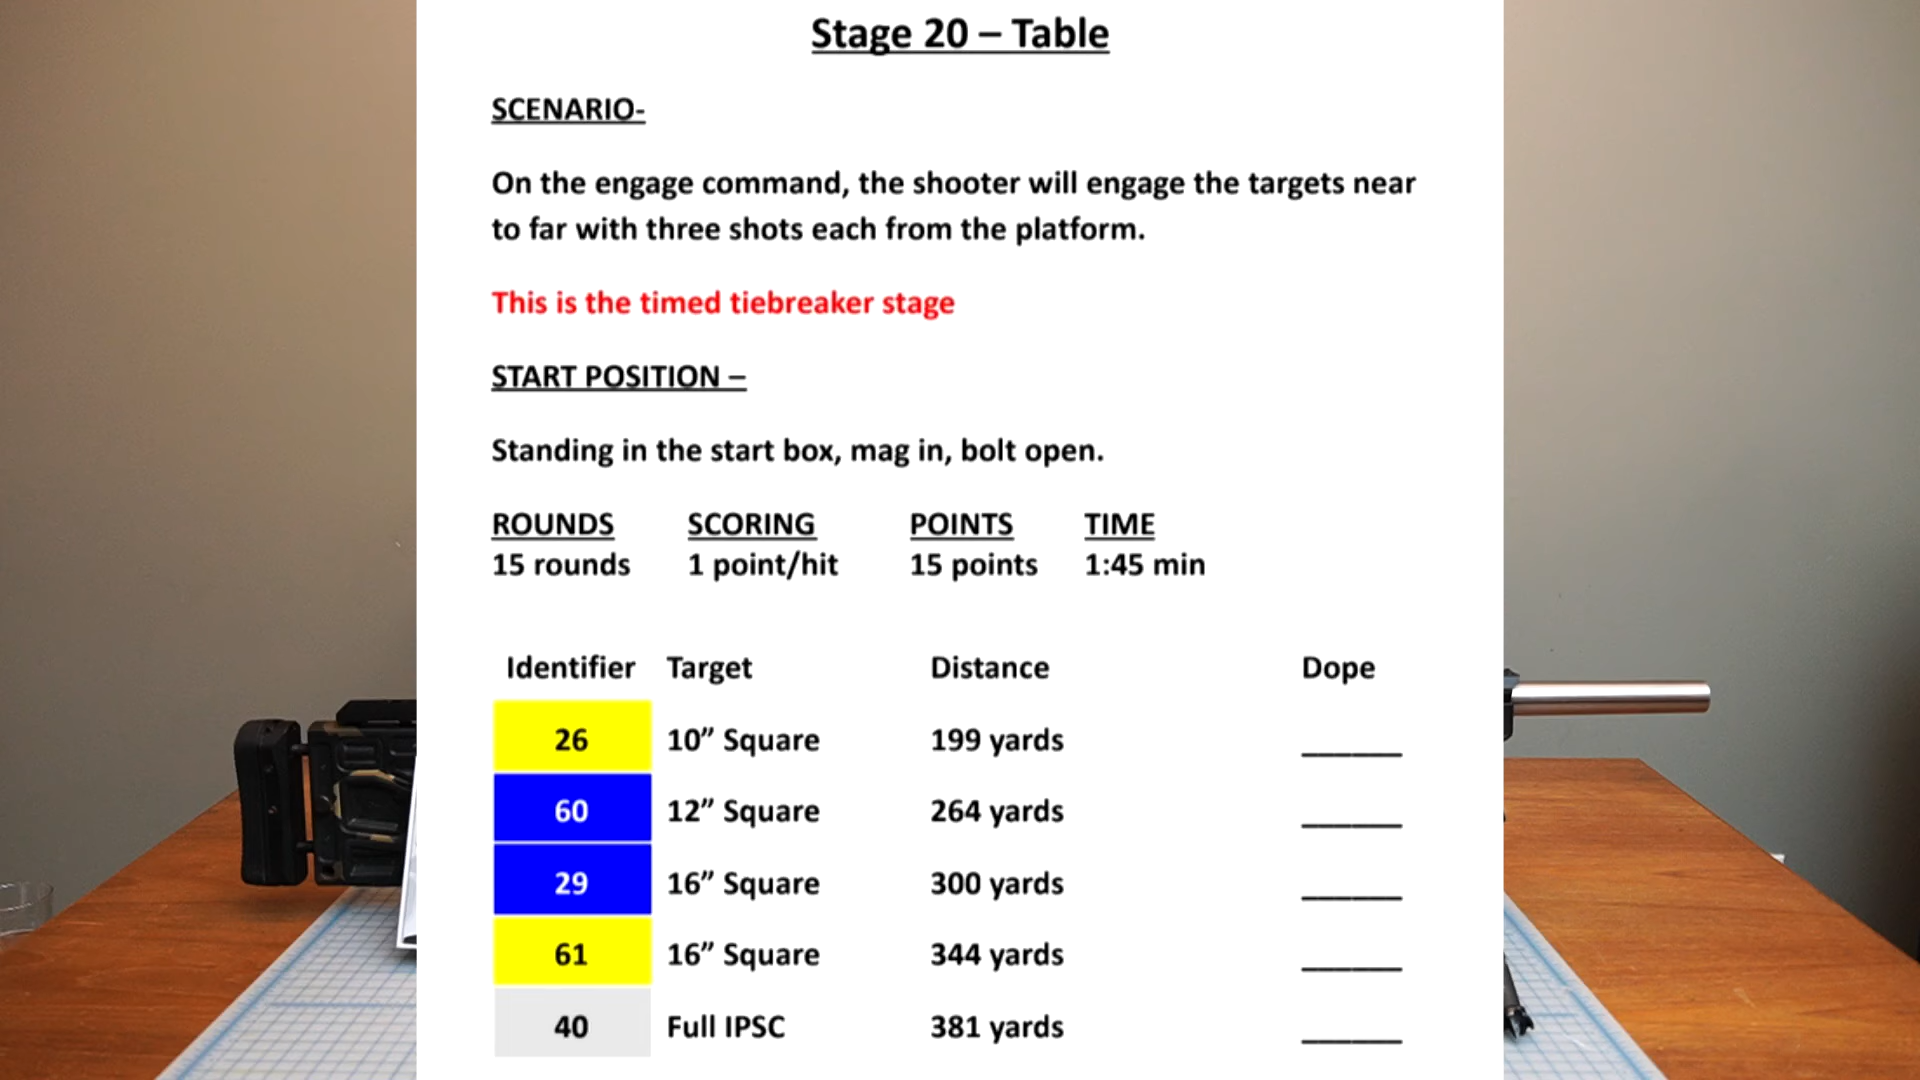 Stage 20 – Table
SCENARIO-
On the engage command, the shooter will engage the targets near
to far with three shots each from the platform.
This is the timed tiebreaker stage
START POSITION –
Standing in the start box, mag in, bolt open.
ROUNDS SCORING POINTS TIME
15 rounds 1 point/hit 15 points 1:45 min
Identifier Target Distance Dope
26 10” Square 199 yards ______
60 12” Square 264 yards ______
29 16” Square 300 yards ______
61 16” Square 344 yards ______
40 Full IPSC 381 yards ______